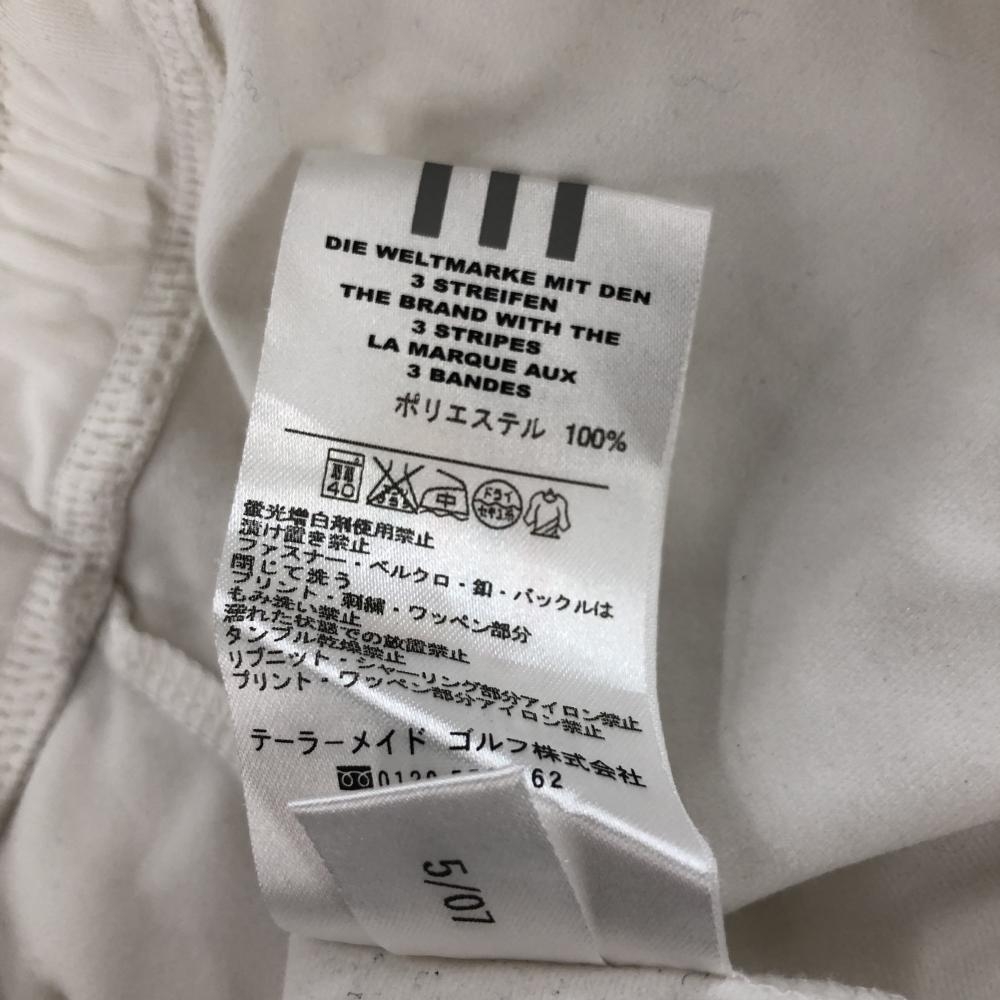 DIE WELTMARKE MIT DEN
3 STREIFEN
THE BRAND WITH THE
3 STRIPES
LA MARQUE AUX
3 BANDES
ポリエステル 100%
40 中 ドライ
蛍光増白剤使用禁止
漬け置き禁止
ファスナー・ベルクロ・釦・バックルは
閉じて洗う
プリント・刺繍・ワッペン部分
もみ洗い禁止
濡れた状態での放置禁止
タンブル乾燥禁止
リブニット・シャーリング部分アイロン禁止
プリント・ワッペン部分アイロン禁止
テーラーメイド ゴルフ株式会社
62
5/07